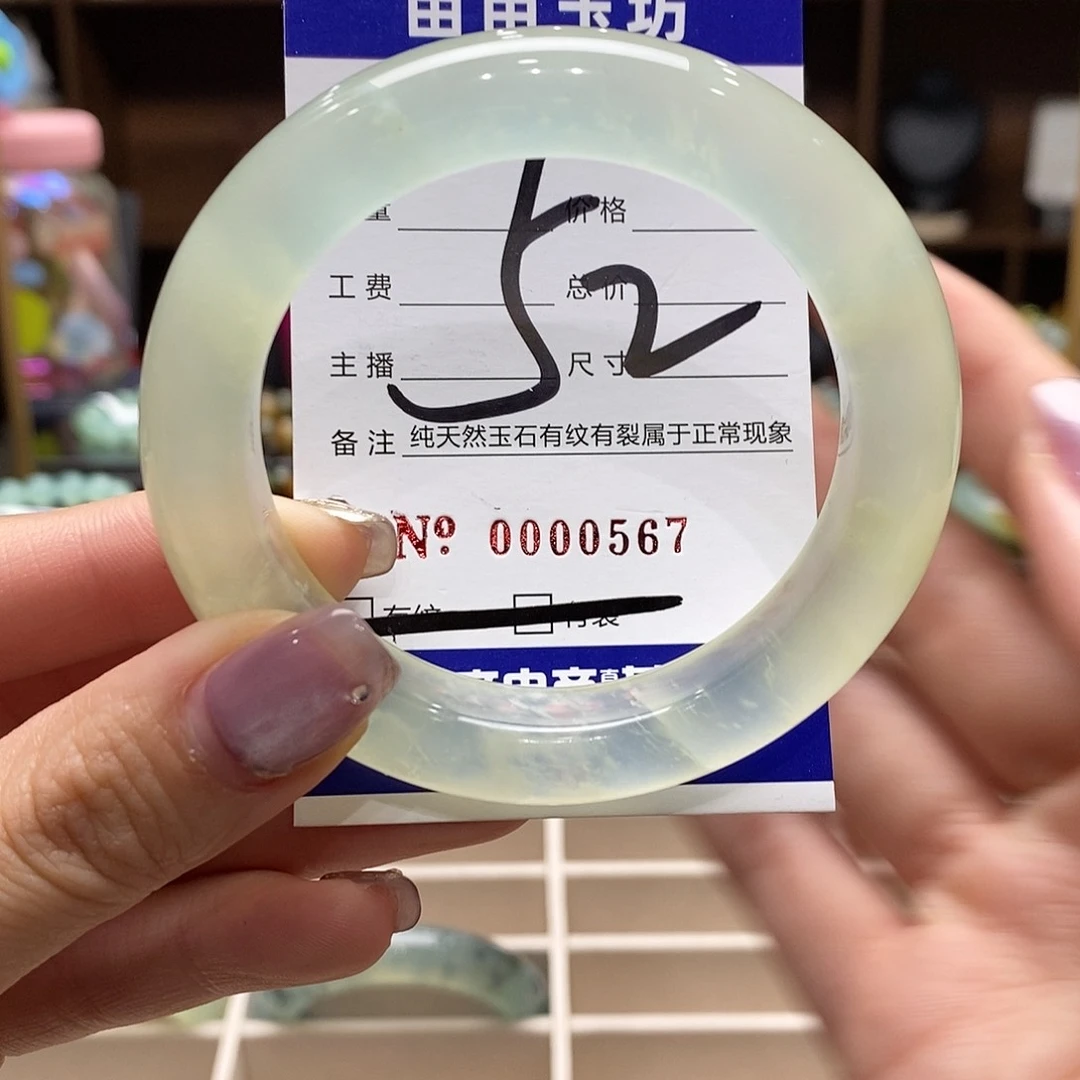 量 价格
工费 总价
主播 尺寸
52
备注 纯天然玉石有纹有裂属于正常现象
Nº 0000567
有纹 有裂